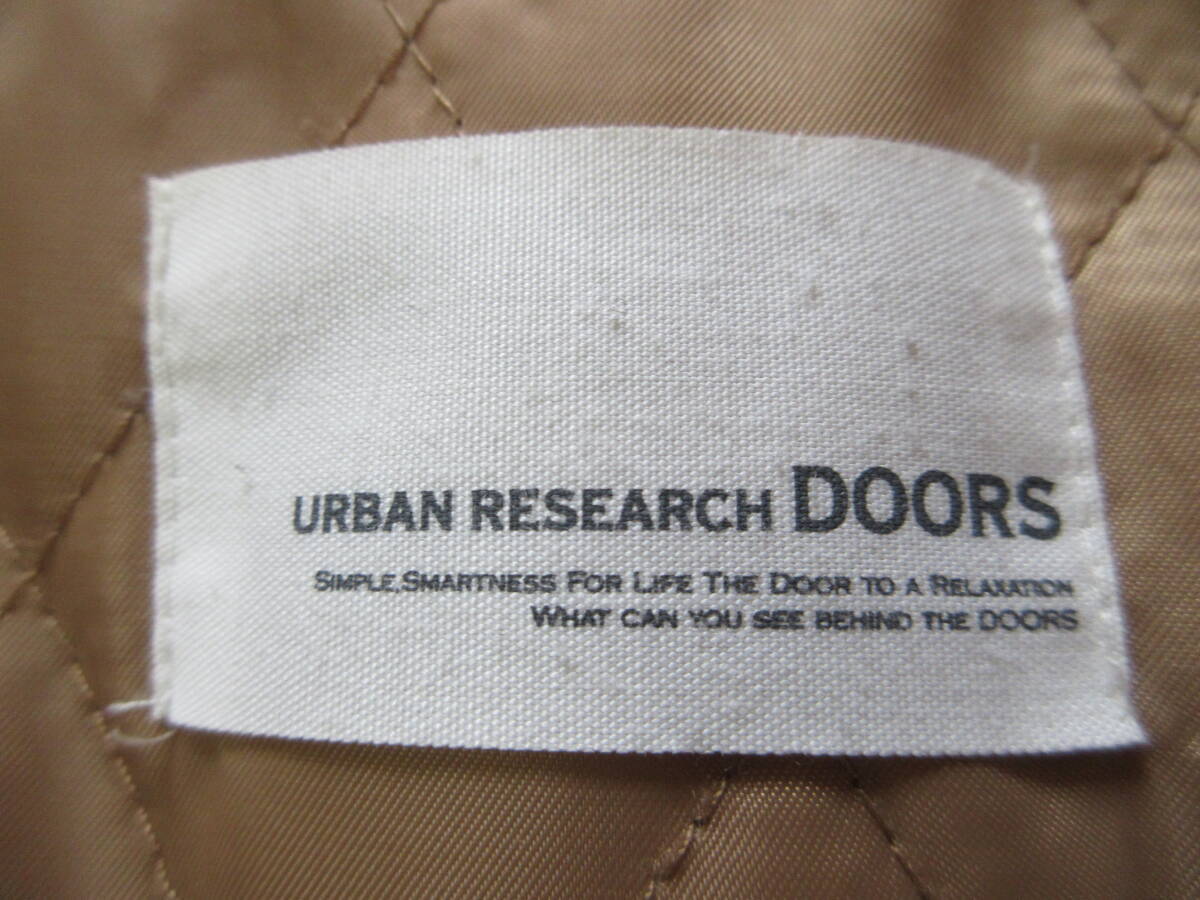 URBAN RESEARCH DOORS
SIMPLE,SMARTNESS FOR LIFE THE DOOR TO A RELAXATION
WHAT CAN YOU SEE BEHIND THE DOORS